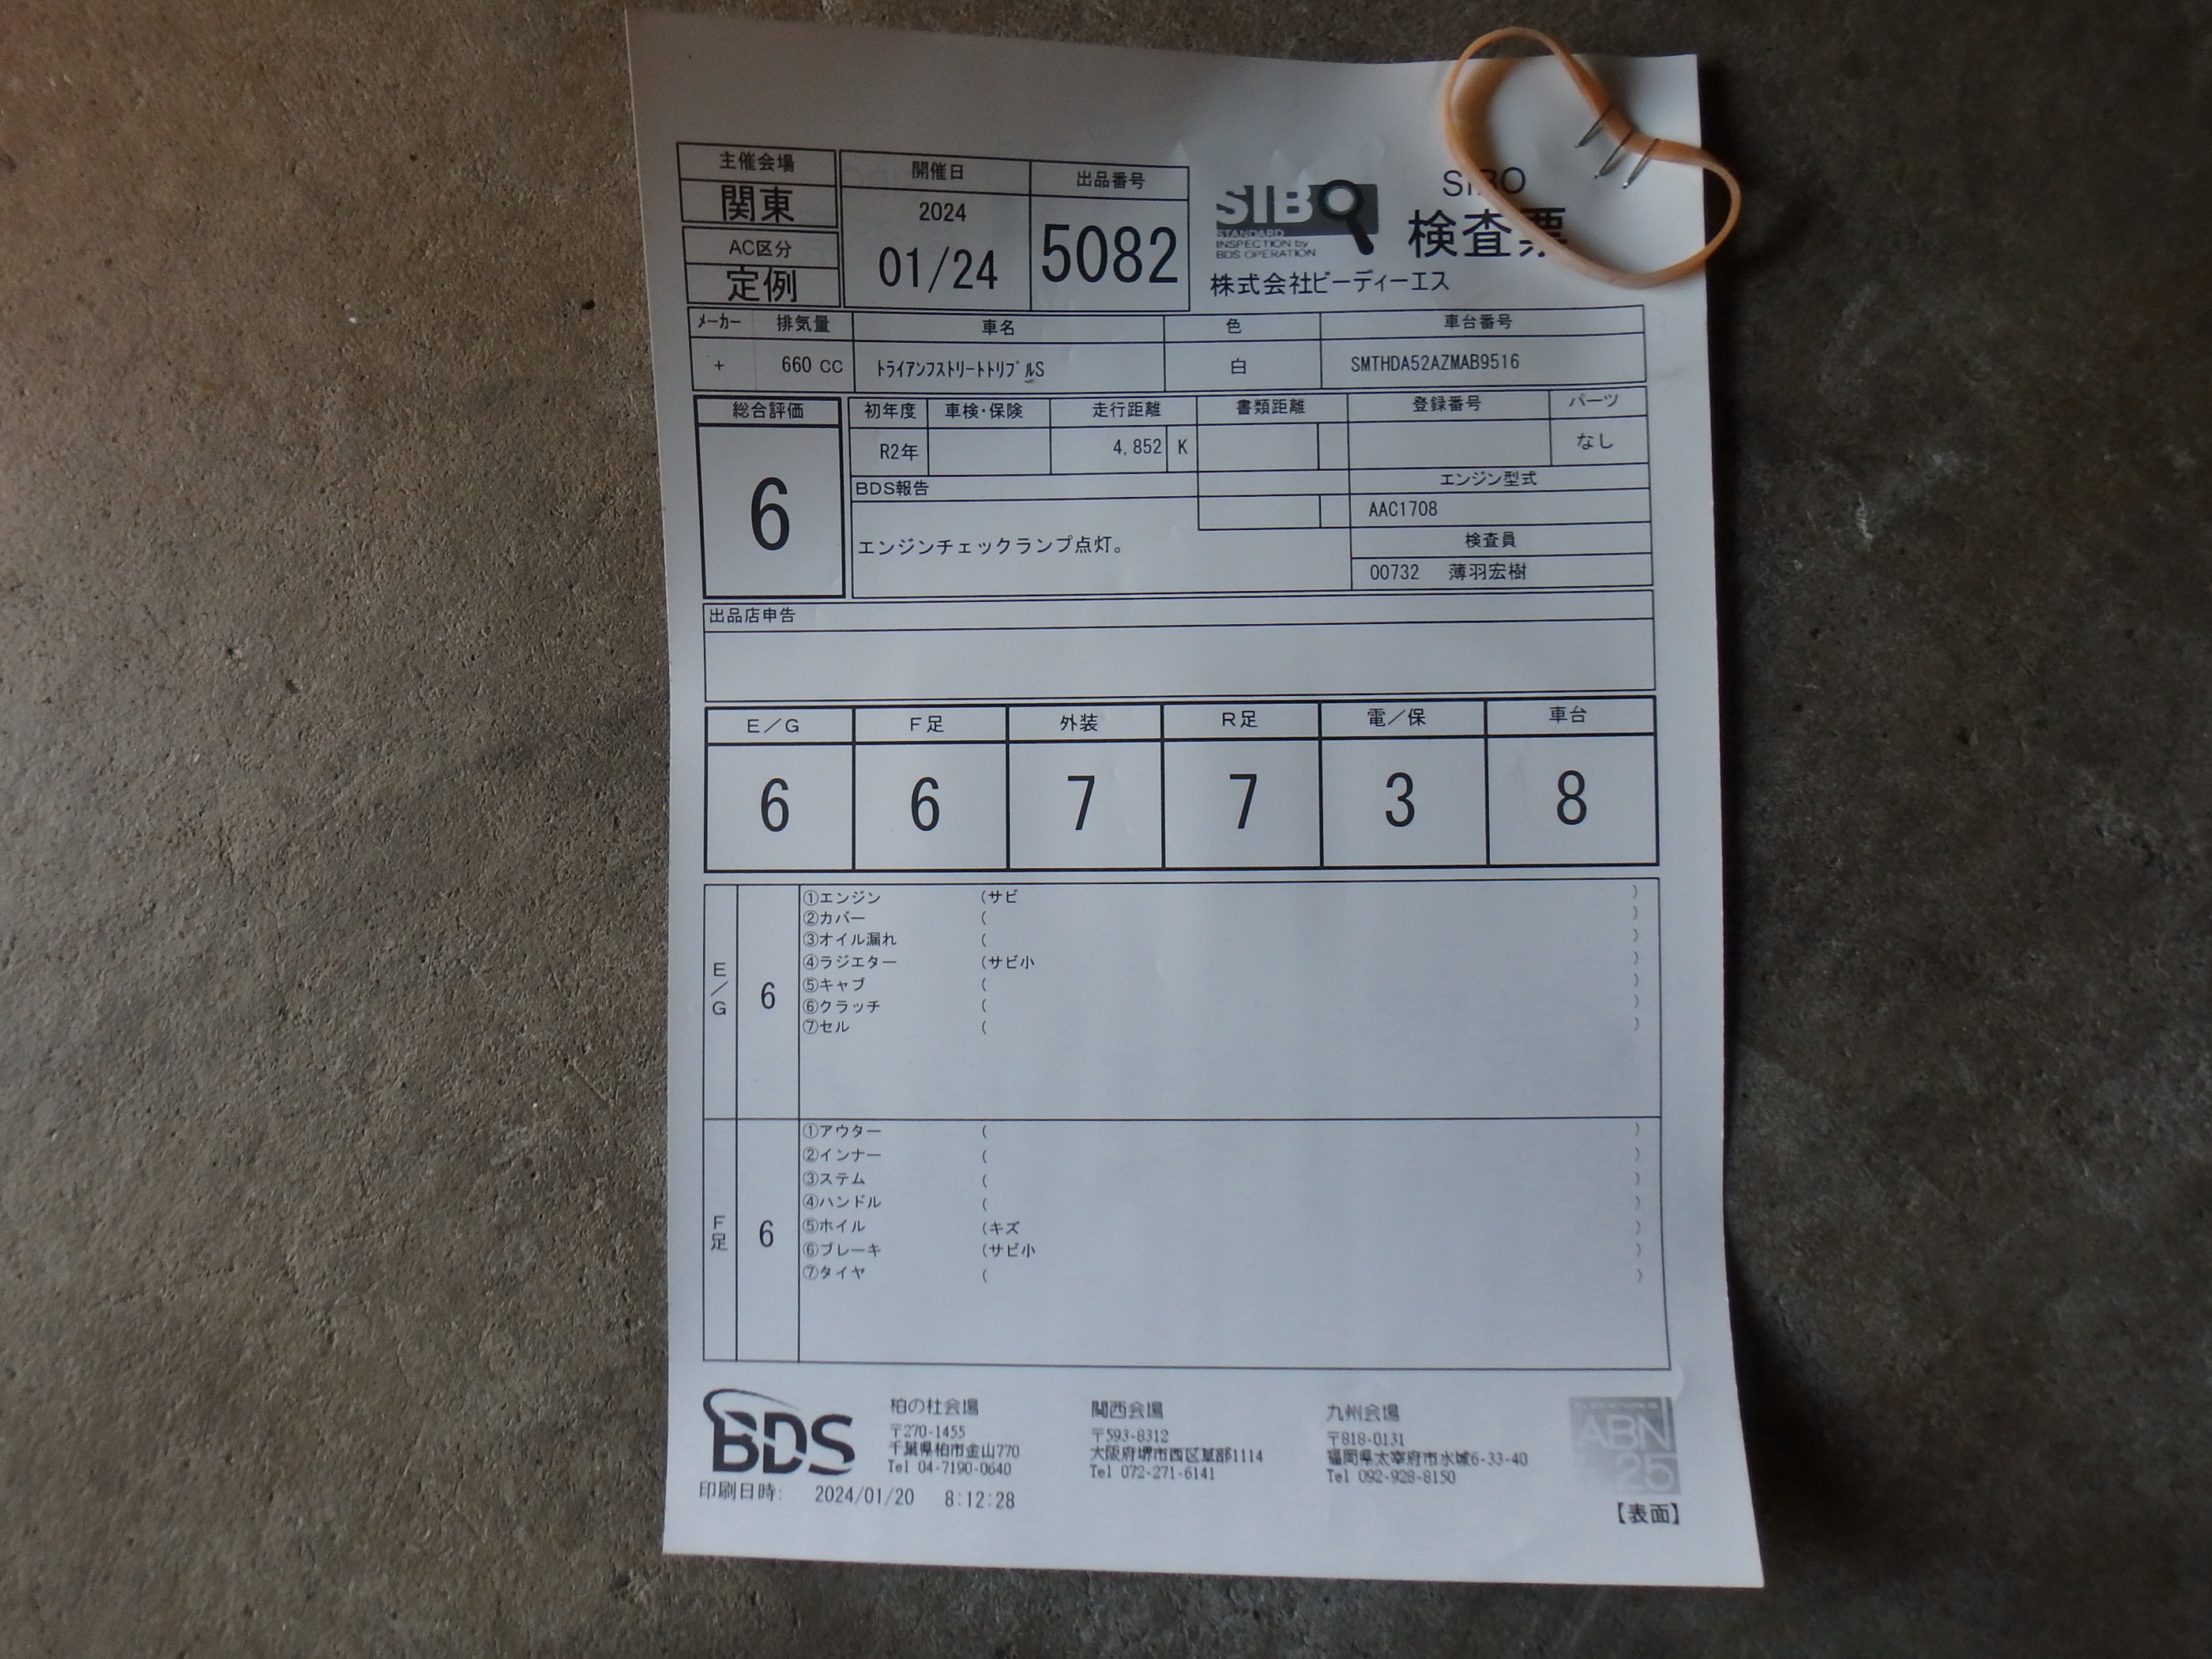 主催会場
関東
AC区分
定例
開催日
2024
01/24
出品番号
5082
SIBO
STANDARD
INSPECTION by
BDS OPERATION
SIBO
検査票
株式会社ビーディーエス
メーカー 排気量 車名 色 車台番号
+ 660 CC トライアンフストリートトリプルS 白 SMTHDA52AZMAB9516
総合評価
6
初年度 車検・保険 走行距離 書類距離 登録番号 パーツ
R2年 4,852 K なし
BDS報告
エンジンチェックランプ点灯。
エンジン型式
AAC1708
検査員
00732 薄羽宏樹
出品店申告
E/G F足 外装 R足 電/保 車台
6 6 7 7 3 8
E/G 6
①エンジン (サビ )
②カバー ( )
③オイル漏れ ( )
④ラジエター (サビ小 )
⑤キャブ ( )
⑥クラッチ ( )
⑦セル ( )
F足 6
①アウター ( )
②インナー ( )
③ステム ( )
④ハンドル ( )
⑤ホイル (キズ )
⑥ブレーキ (サビ小 )
⑦タイヤ ( )
BDS
柏の杜会場
〒270-1455
千葉県柏市金山770
Tel 04-7190-0640
関西会場
〒593-8312
大阪府堺市西区草部1114
Tel 072-271-6141
九州会場
〒818-0131
福岡県太宰府市水城6-33-40
Tel 092-928-8150
ABN
25
印刷日時: 2024/01/20 8:12:28
【表面】